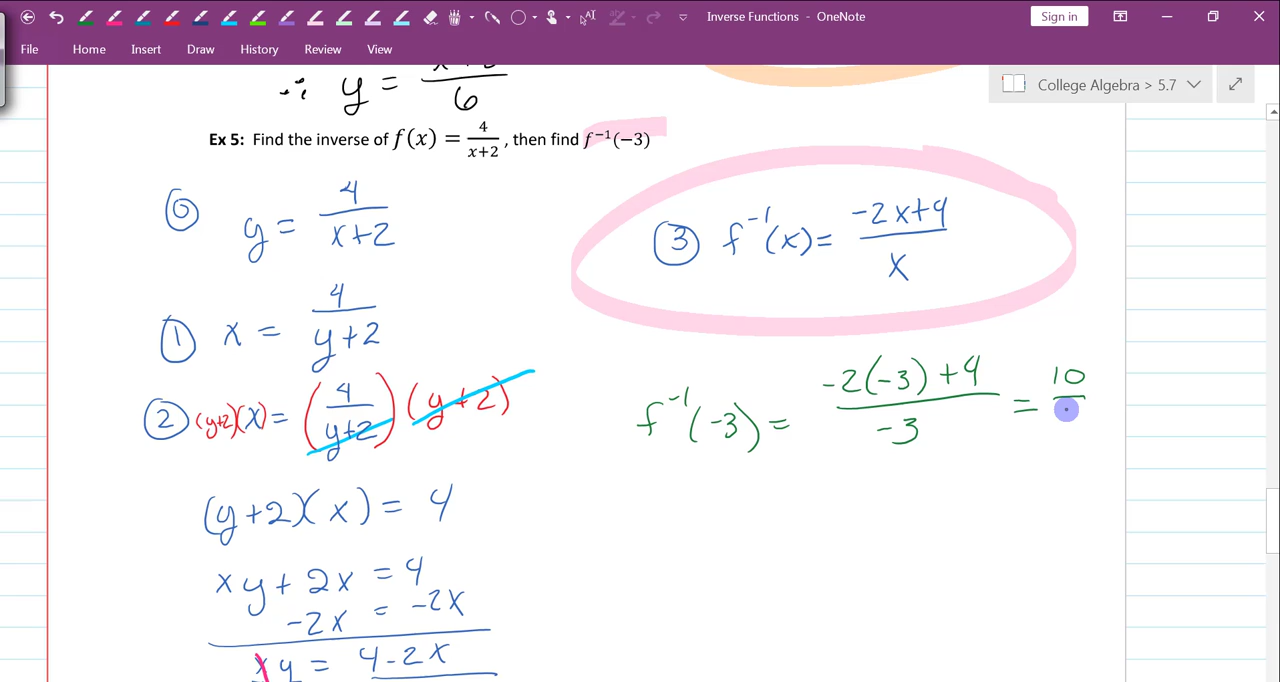 Inverse Functions - OneNote
Sign in
File Home Insert Draw History Review View
College Algebra > 5.7
∴ y = 6
Ex 5: Find the inverse of f(x) = 4/(x+2), then find f⁻¹(−3)
⓪ y = 4/(x+2)
① x = 4/(y+2)
② (y+2)(x) = (4/(y+2))(y+2)
(y+2)(x) = 4
xy + 2x = 4
-2x = -2x
xy = 4 - 2x
③ f⁻¹(x) = (-2x+4)/x
f⁻¹(-3) = (-2(-3)+4)/-3 = 10